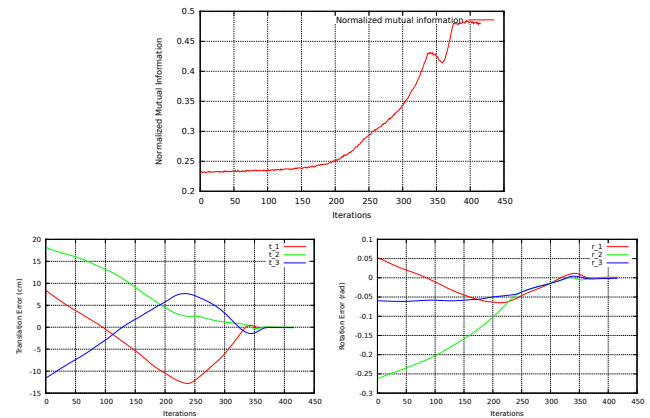 Normalized mutual information
Normalized Mutual Information
0.5
0.45
0.4
0.35
0.3
0.25
0.2
0 50 100 150 200 250 300 350 400 450
Iterations
t_1
t_2
t_3
Translation Error (cm)
20
15
10
5
0
-5
-10
-15
0 50 100 150 200 250 300 350 400 450
Iterations
r_1
r_2
r_3
Rotation Error (rad)
0.1
0.05
0
-0.05
-0.1
-0.15
-0.2
-0.25
-0.3
0 50 100 150 200 250 300 350 400 450
Iterations